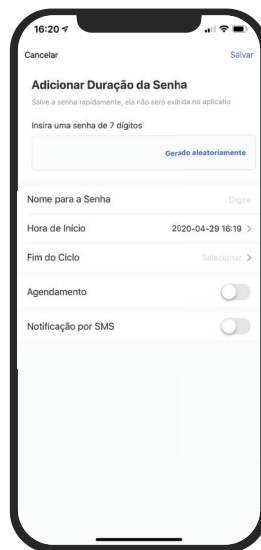 16:20
Cancelar Salvar
Adicionar Duração da Senha
Salve a senha rapidamente, ela não será exibida no aplicatio
Insira uma senha de 7 dígitos
Gerado aleatoriamente
Nome para a Senha Digite
Hora de Início 2020-04-29 16:19
Fim do Ciclo Selecionar
Agendamento
Notificação por SMS